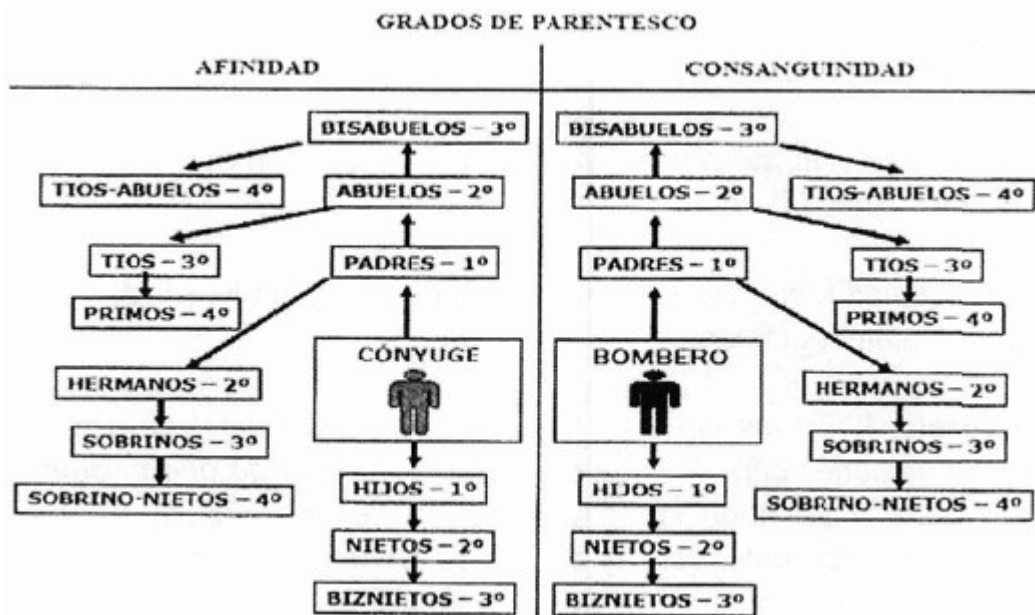 GRADOS DE PARENTESCO
AFINIDAD
BISABUELOS – 3º
TIOS-ABUELOS – 4º
ABUELOS – 2º
TIOS – 3º
PADRES – 1º
PRIMOS – 4º
CÓNYUGE
HERMANOS – 2º
SOBRINOS – 3º
HIJOS – 1º
SOBRINO-NIETOS – 4º
NIETOS – 2º
BIZNIETOS – 3º
CONSANGUINIDAD
BISABUELOS – 3º
ABUELOS – 2º
TIOS-ABUELOS – 4º
PADRES – 1º
TIOS – 3º
PRIMOS – 4º
BOMBERO
HERMANOS – 2º
SOBRINOS – 3º
HIJOS – 1º
SOBRINO-NIETOS – 4º
NIETOS – 2º
BIZNIETOS – 3º